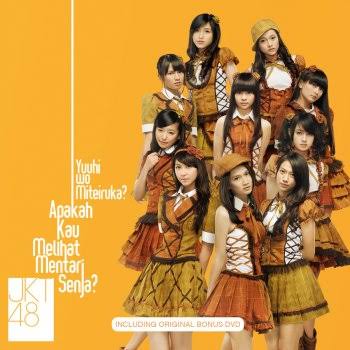 Yuuhi
wo
Miteiruka?
Apakah
Kau
Melihat
Mentari
Senja?
JKT
48
INCLUDING ORIGINAL BONUS DVD